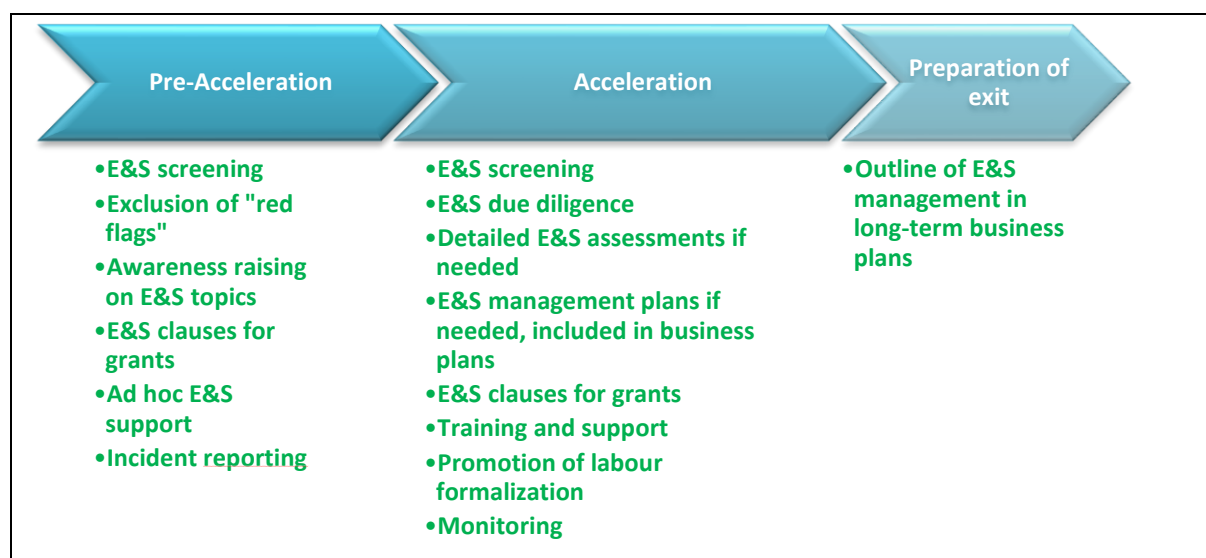 Pre-Acceleration
Acceleration
Preparation of
exit
•E&S screening
•Exclusion of "red
flags"
•Awareness raising
on E&S topics
•E&S clauses for
grants
•Ad hoc E&S
support
•Incident reporting
•E&S screening
•E&S due diligence
•Detailed E&S assessments if
needed
•E&S management plans if
needed, included in business
plans
•E&S clauses for grants
•Training and support
•Promotion of labour
formalization
•Monitoring
•Outline of E&S
management in
long-term business
plans